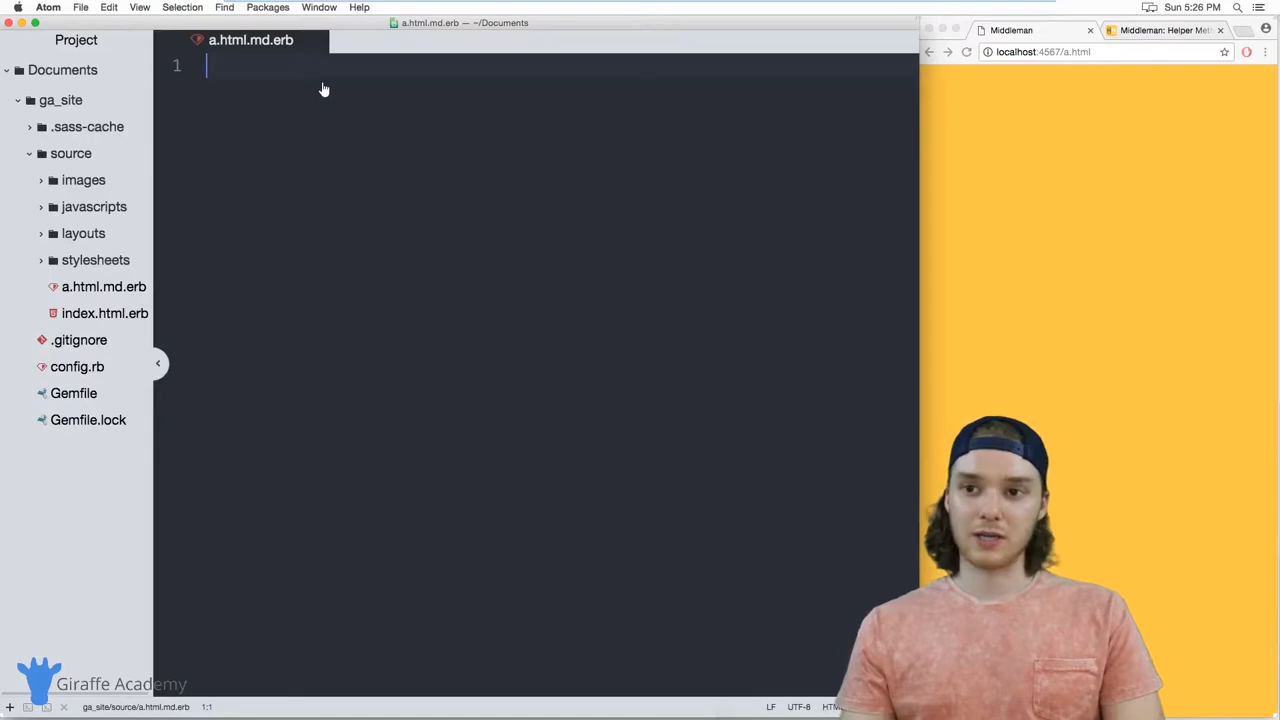 Atom File Edit View Selection Find Packages Window Help Sun 5:26 PM
a.html.md.erb — ~/Documents
Project
a.html.md.erb
Middleman
Middleman: Helper Met
localhost:4567/a.html
1
Documents
ga_site
.sass-cache
source
images
javascripts
layouts
stylesheets
a.html.md.erb
index.html.erb
.gitignore
config.rb
Gemfile
Gemfile.lock
Giraffe Academy
ga_site/source/a.html.md.erb 1:1 LF UTF-8